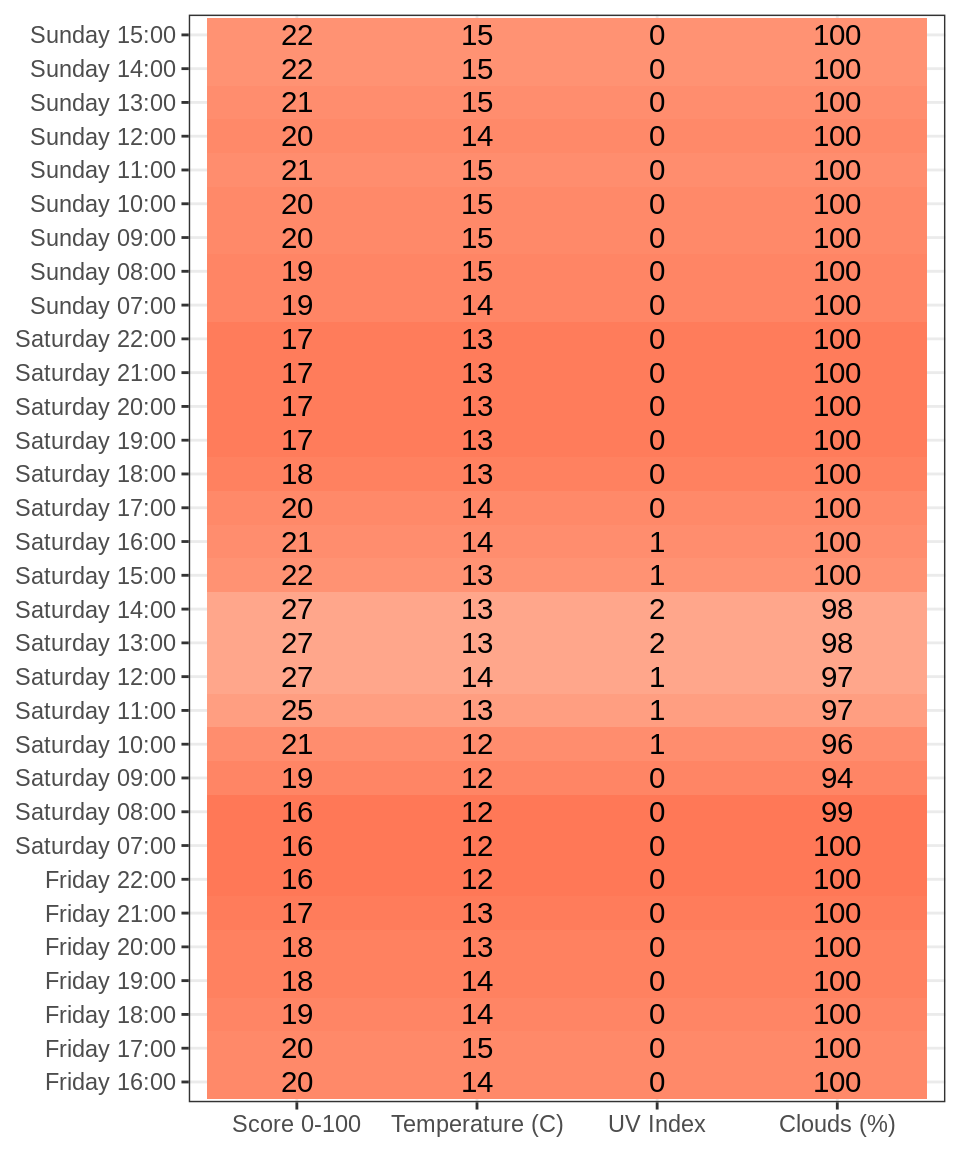 Sunday 15:00 22 15 0 100
Sunday 14:00 22 15 0 100
Sunday 13:00 21 15 0 100
Sunday 12:00 20 14 0 100
Sunday 11:00 21 15 0 100
Sunday 10:00 20 15 0 100
Sunday 09:00 20 15 0 100
Sunday 08:00 19 15 0 100
Sunday 07:00 19 14 0 100
Saturday 22:00 17 13 0 100
Saturday 21:00 17 13 0 100
Saturday 20:00 17 13 0 100
Saturday 19:00 17 13 0 100
Saturday 18:00 18 13 0 100
Saturday 17:00 20 14 0 100
Saturday 16:00 21 14 1 100
Saturday 15:00 22 13 1 100
Saturday 14:00 27 13 2 98
Saturday 13:00 27 13 2 98
Saturday 12:00 27 14 1 97
Saturday 11:00 25 13 1 97
Saturday 10:00 21 12 1 96
Saturday 09:00 19 12 0 94
Saturday 08:00 16 12 0 99
Saturday 07:00 16 12 0 100
Friday 22:00 16 12 0 100
Friday 21:00 17 13 0 100
Friday 20:00 18 13 0 100
Friday 19:00 18 14 0 100
Friday 18:00 19 14 0 100
Friday 17:00 20 15 0 100
Friday 16:00 20 14 0 100
Score 0-100 Temperature (C) UV Index Clouds (%)